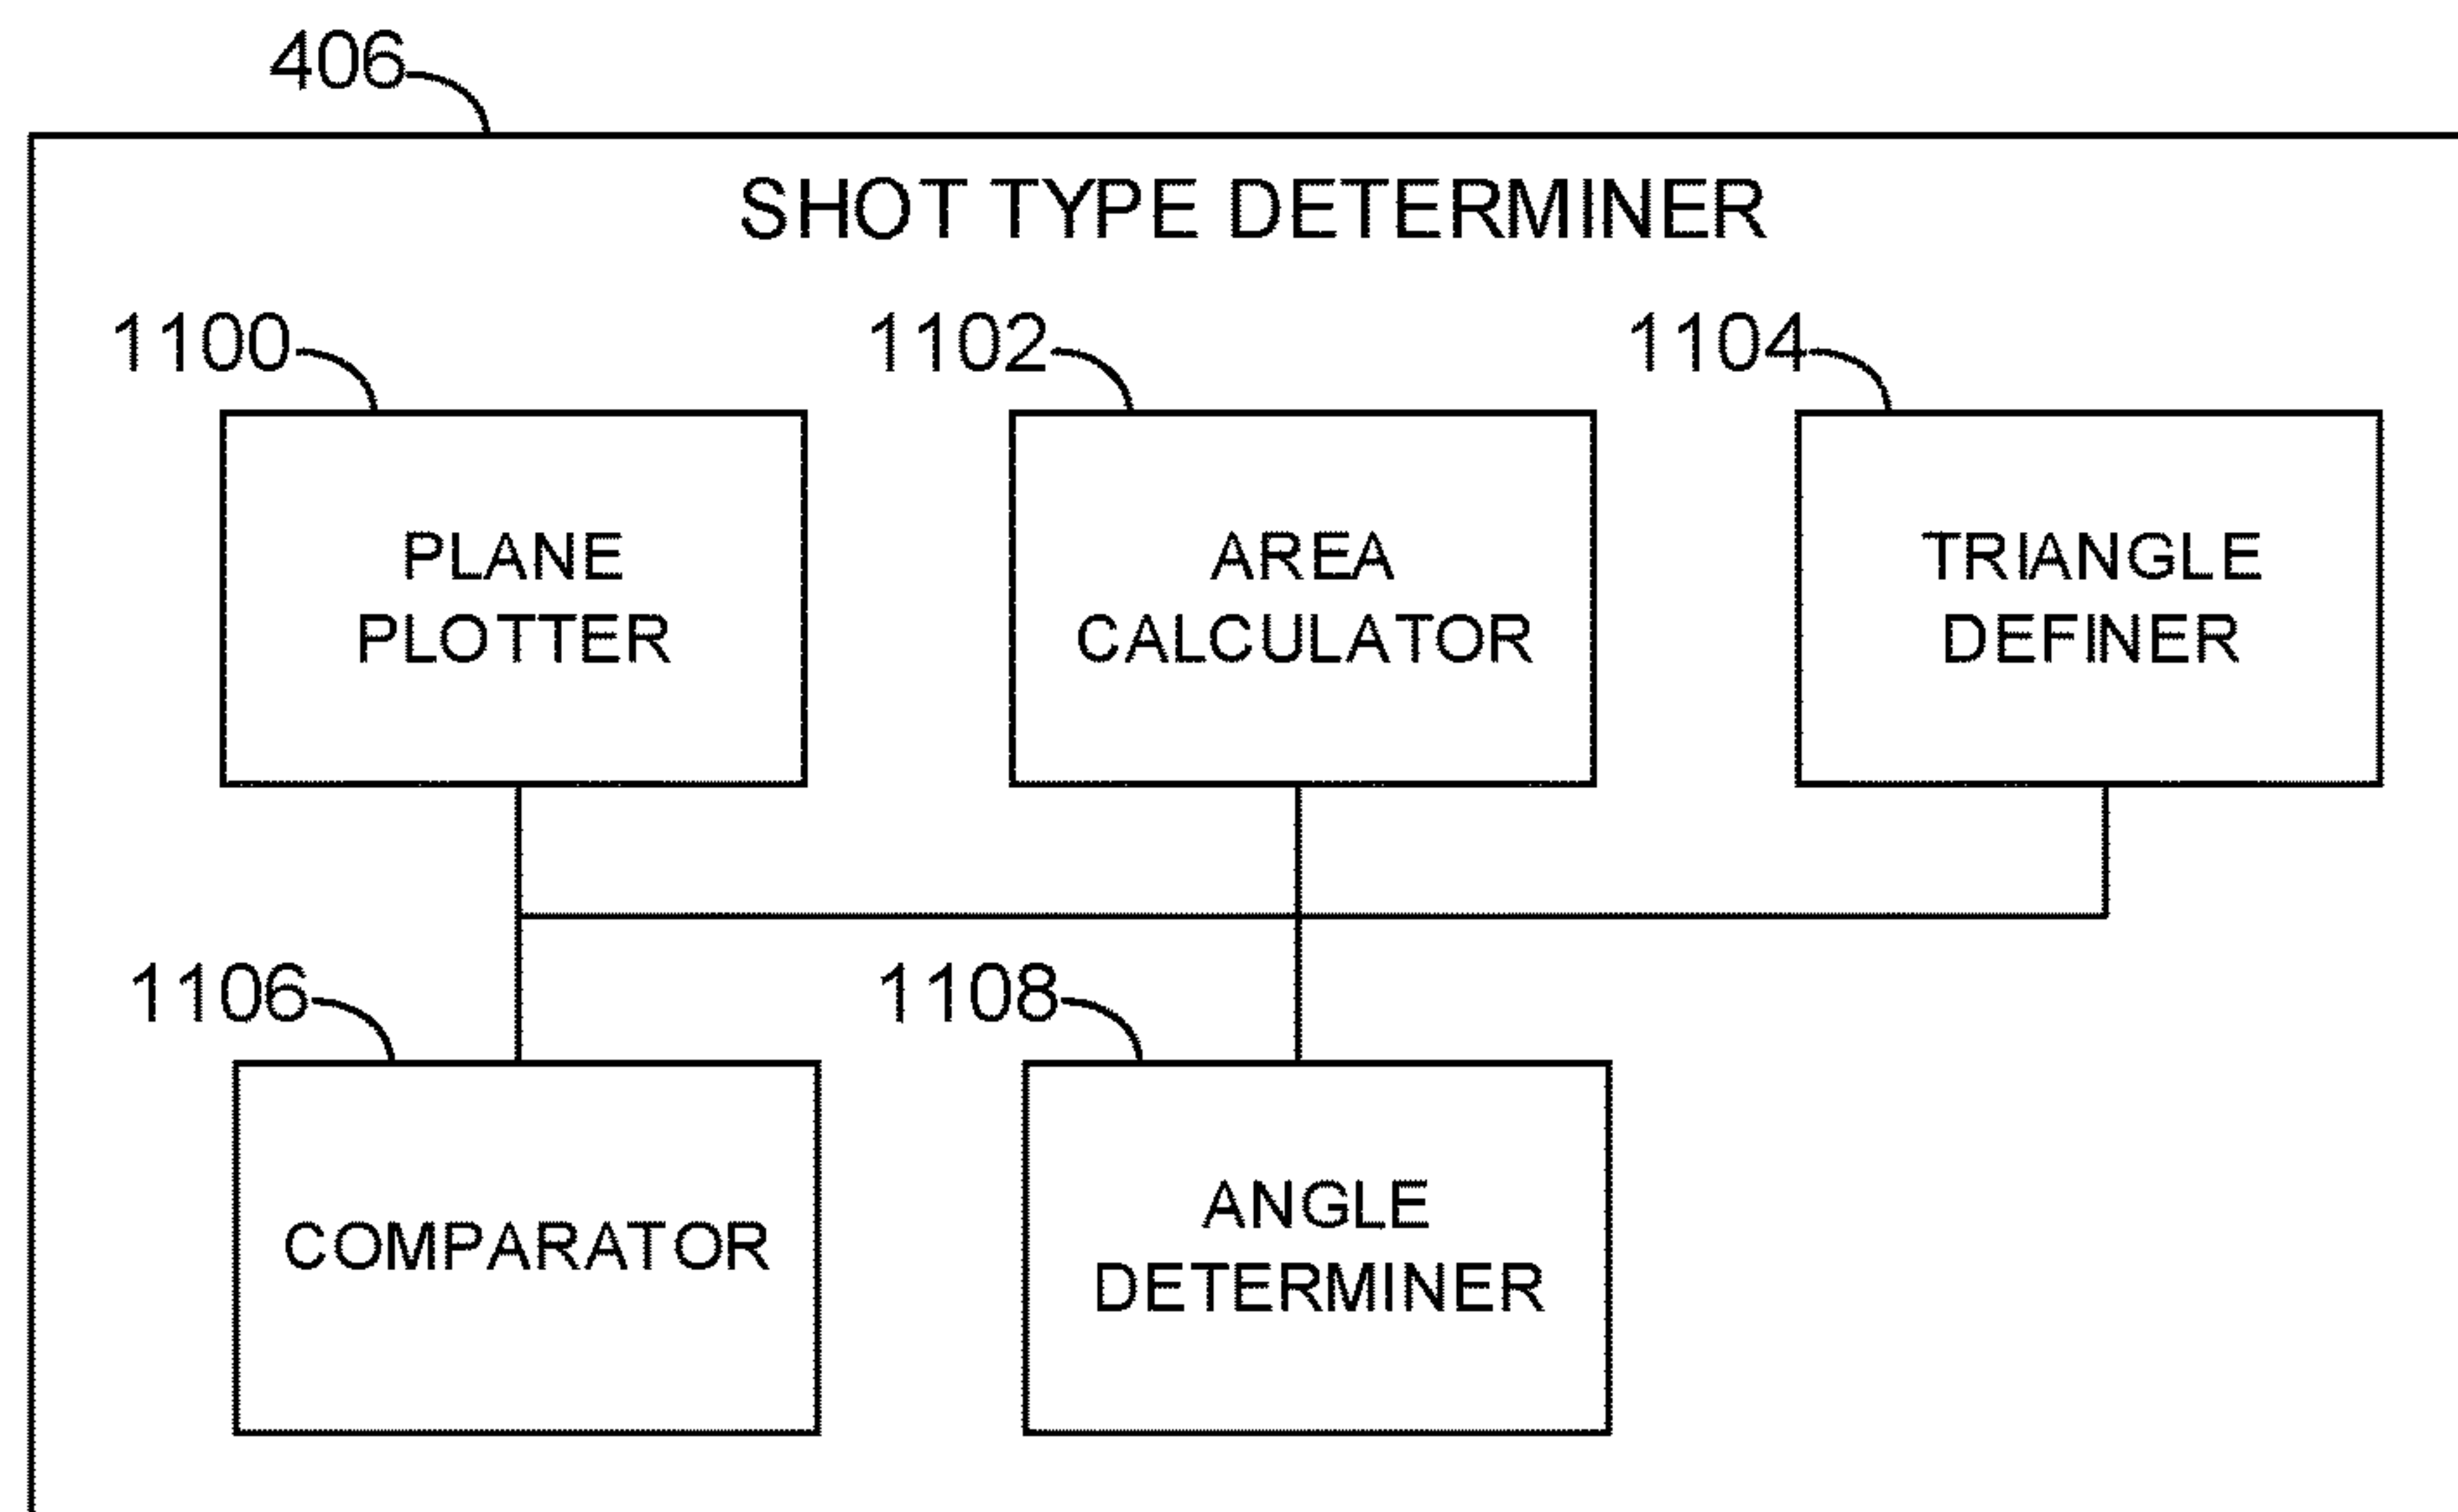 406
SHOT TYPE DETERMINER
1100
1102
1104
PLANE
PLOTTER
AREA
CALCULATOR
TRIANGLE
DEFINER
1106
1108
COMPARATOR
ANGLE
DETERMINER